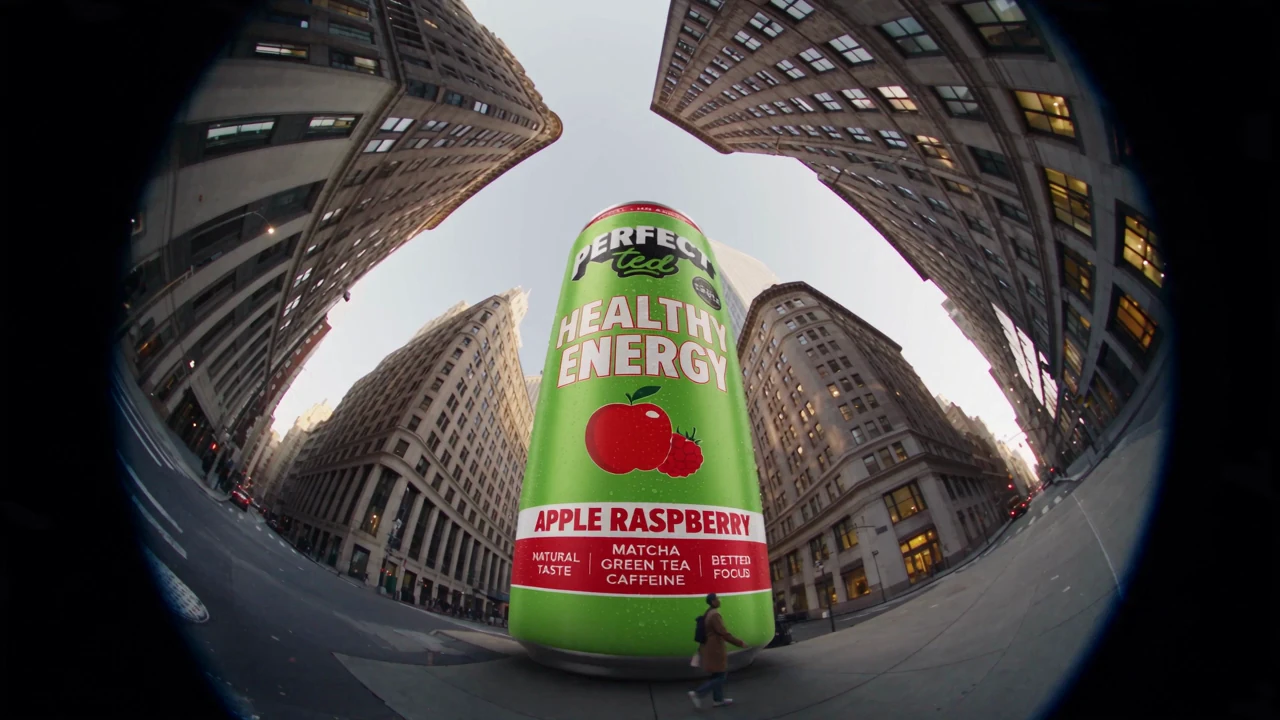 PERFECT
ted
HEALTHY
ENERGY
APPLE RASPBERRY
NATURAL
TASTE
MATCHA
GREEN TEA
CAFFEINE
BETTER
FOCUS